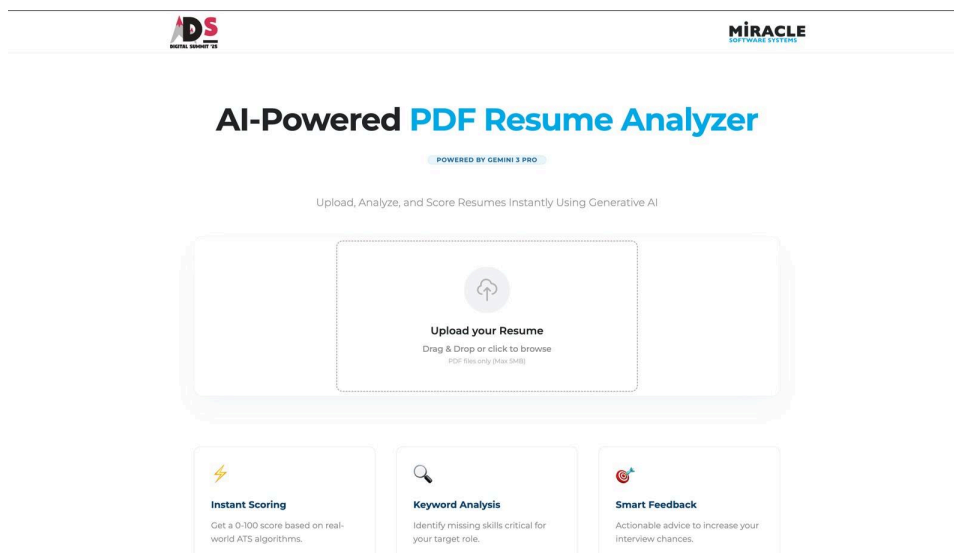 ADS
DIGITAL SUMMIT '25
MIRACLE
SOFTWARE SYSTEMS
AI-Powered PDF Resume Analyzer
POWERED BY GEMINI 3 PRO
Upload, Analyze, and Score Resumes Instantly Using Generative AI
Upload your Resume
Drag & Drop or click to browse
PDF files only (Max 5MB)
Instant Scoring
Get a 0-100 score based on real-
world ATS algorithms.
Keyword Analysis
Identify missing skills critical for
your target role.
Smart Feedback
Actionable advice to increase your
interview chances.